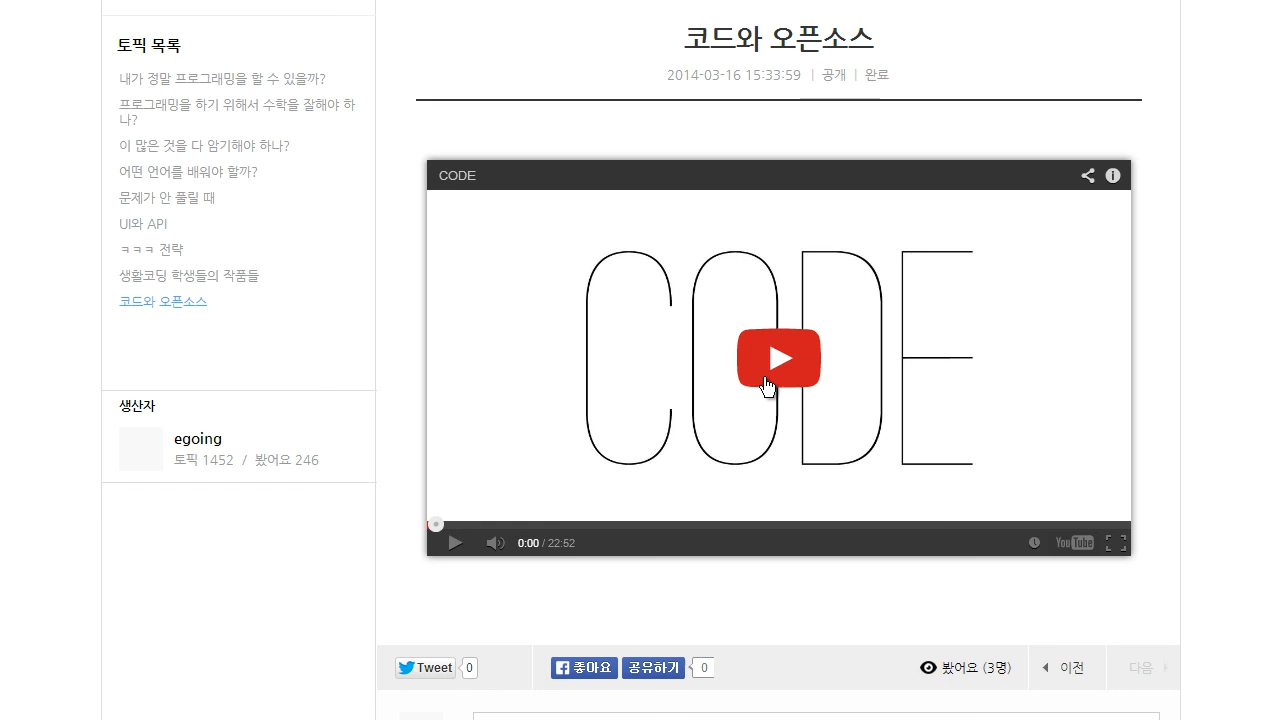 토픽 목록
내가 정말 프로그래밍을 할 수 있을까?
프로그래밍을 하기 위해서 수학을 잘해야 하
나?
이 많은 것을 다 암기해야 하나?
어떤 언어를 배워야 할까?
문제가 안 풀릴 때
UI와 API
ㅋㅋㅋ 전략
생활코딩 학생들의 작품들
코드와 오픈소스
생산자
egoing
토픽 1452 / 봤어요 246
코드와 오픈소스
2014-03-16 15:33:59 | 공개 | 완료
CODE
CODE
0:00 / 22:52
YouTube
Tweet 0
좋아요 공유하기 0
봤어요 (3명)
이전
다음